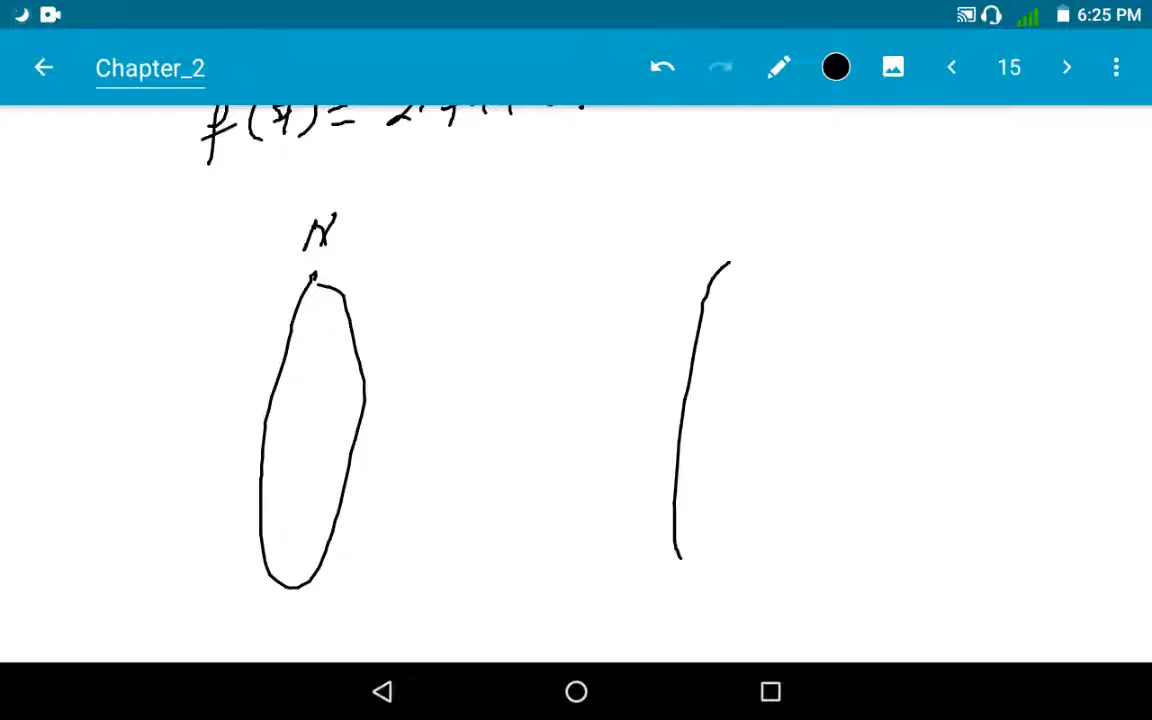 6:25 PM
Chapter_2
15
f(x) =
x